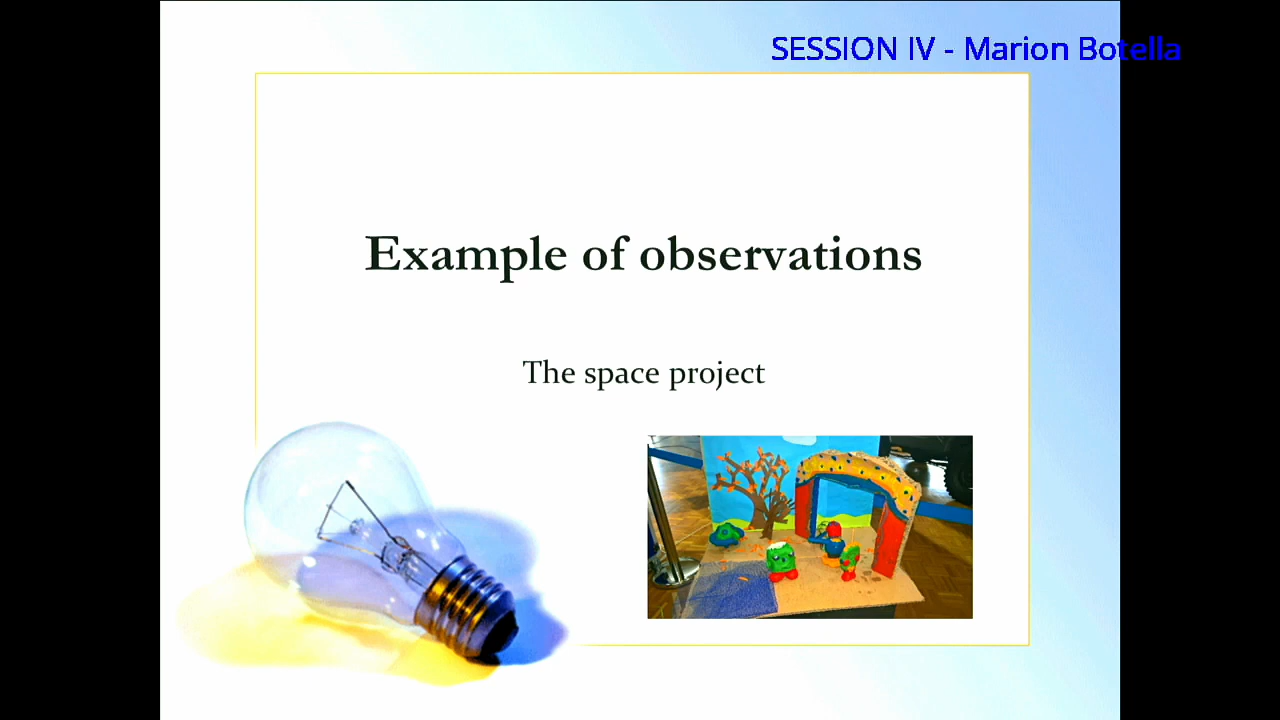 SESSION IV - Marion Botella
Example of observations
The space project